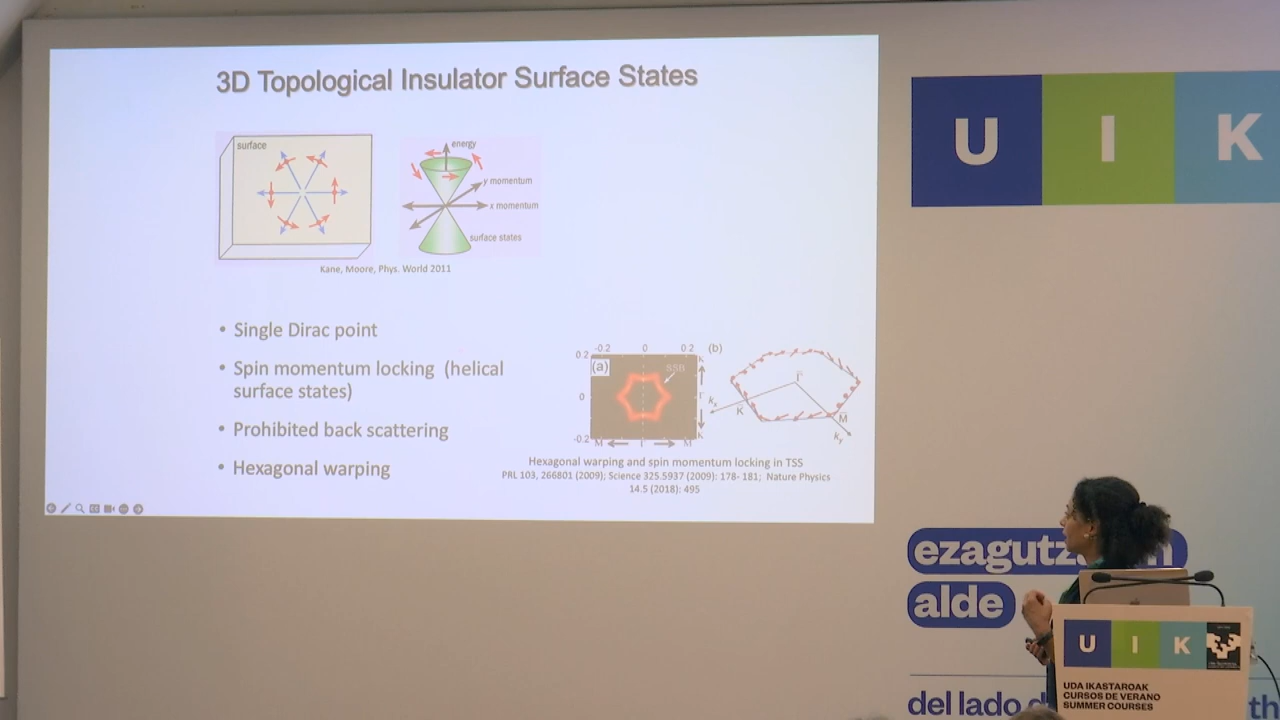 3D Topological Insulator Surface States
surface
energy
y momentum
x momentum
surface states
Kane, Moore, Phys. World 2011
• Single Dirac point
• Spin momentum locking (helical
surface states)
• Prohibited back scattering
• Hexagonal warping
-0.2 0 0.2
0.2
0
-0.2
(a)
SSB
K
Γ
K
M Γ M
(b)
Γ
kx
K
M
ky
Hexagonal warping and spin momentum locking in TSS
PRL 103, 266801 (2009); Science 325.5937 (2009): 178- 181; Nature Physics
14.5 (2018): 495
U I K
ezagutz
alde
del lado d
th
U I K
UDA IKASTAROAK
CURSOS DE VERANO
SUMMER COURSES